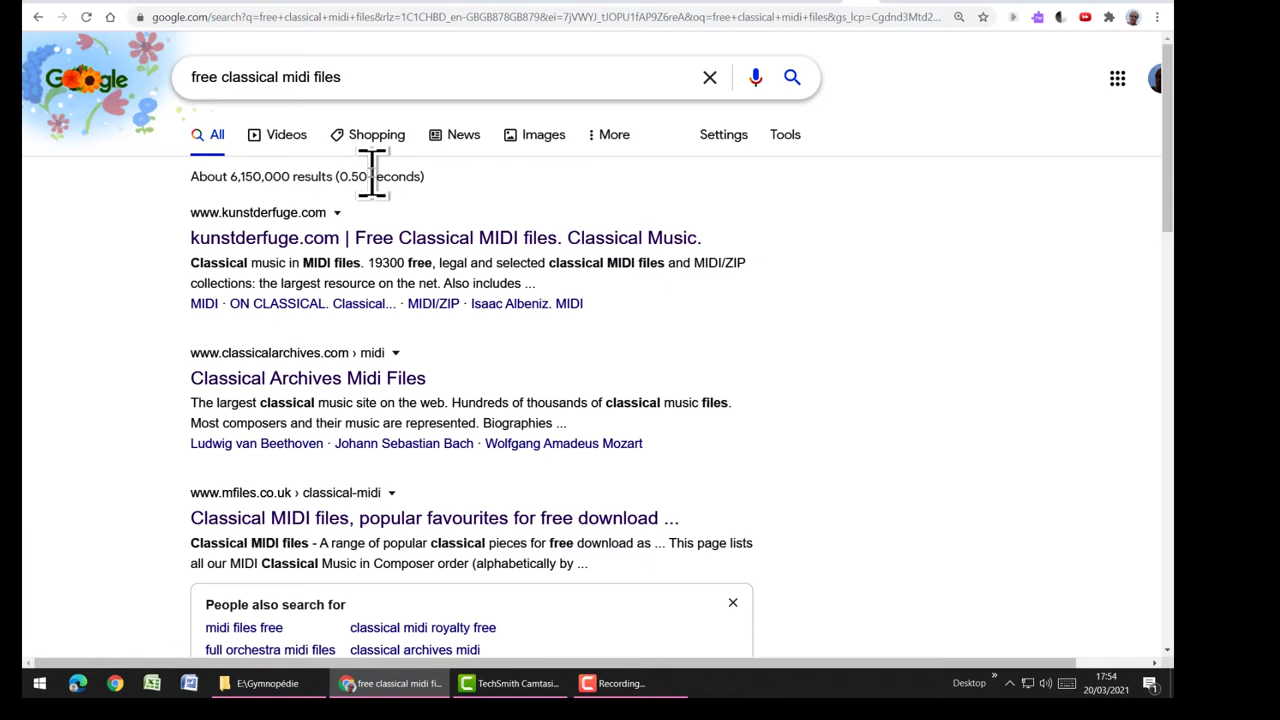 google.com/search?q=free+classical+midi+files&rlz=1C1CHBD_en-GBGB878GB879&ei=7jVWYJ_tJOPU1fAP9Z6reA&oq=free+classical+midi+files&gs_lcp=Cgdnd3Mtd2...
Google
free classical midi files
All Videos Shopping News Images More Settings Tools
About 6,150,000 results (0.50 seconds)
www.kunstderfuge.com
kunstderfuge.com | Free Classical MIDI files. Classical Music.
Classical music in MIDI files. 19300 free, legal and selected classical MIDI files and MIDI/ZIP
collections: the largest resource on the net. Also includes ...
MIDI · ON CLASSICAL. Classical... · MIDI/ZIP · Isaac Albeniz. MIDI
www.classicalarchives.com › midi
Classical Archives Midi Files
The largest classical music site on the web. Hundreds of thousands of classical music files.
Most composers and their music are represented. Biographies ...
Ludwig van Beethoven · Johann Sebastian Bach · Wolfgang Amadeus Mozart
www.mfiles.co.uk › classical-midi
Classical MIDI files, popular favourites for free download ...
Classical MIDI files - A range of popular classical pieces for free download as ... This page lists
all our MIDI Classical Music in Composer order (alphabetically by ...
People also search for
midi files free classical midi royalty free
full orchestra midi files classical archives midi
E:\Gymnopédie free classical midi fi... TechSmith Camtasi... Recording... Desktop 17:54
20/03/2021
1